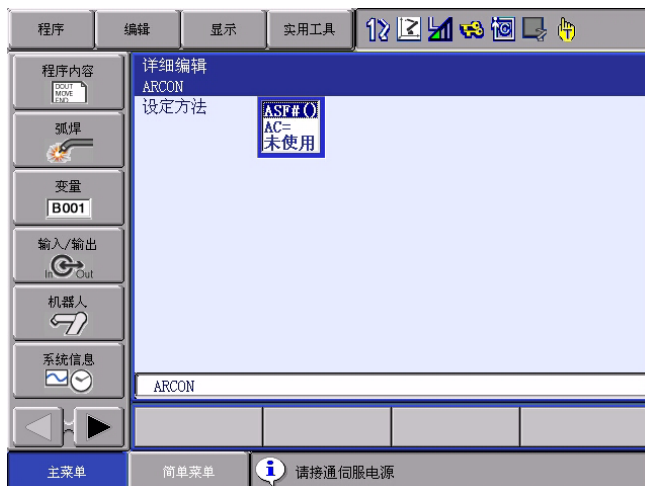 程序 编辑 显示 实用工具
程序内容
DOUT
MOVE
END
弧焊
变量
B001
输入/输出
In Out
机器人
系统信息
详细编辑
ARCON
设定方法 ASF#()
AC=
未使用
ARCON
主菜单 简单菜单 请接通伺服电源